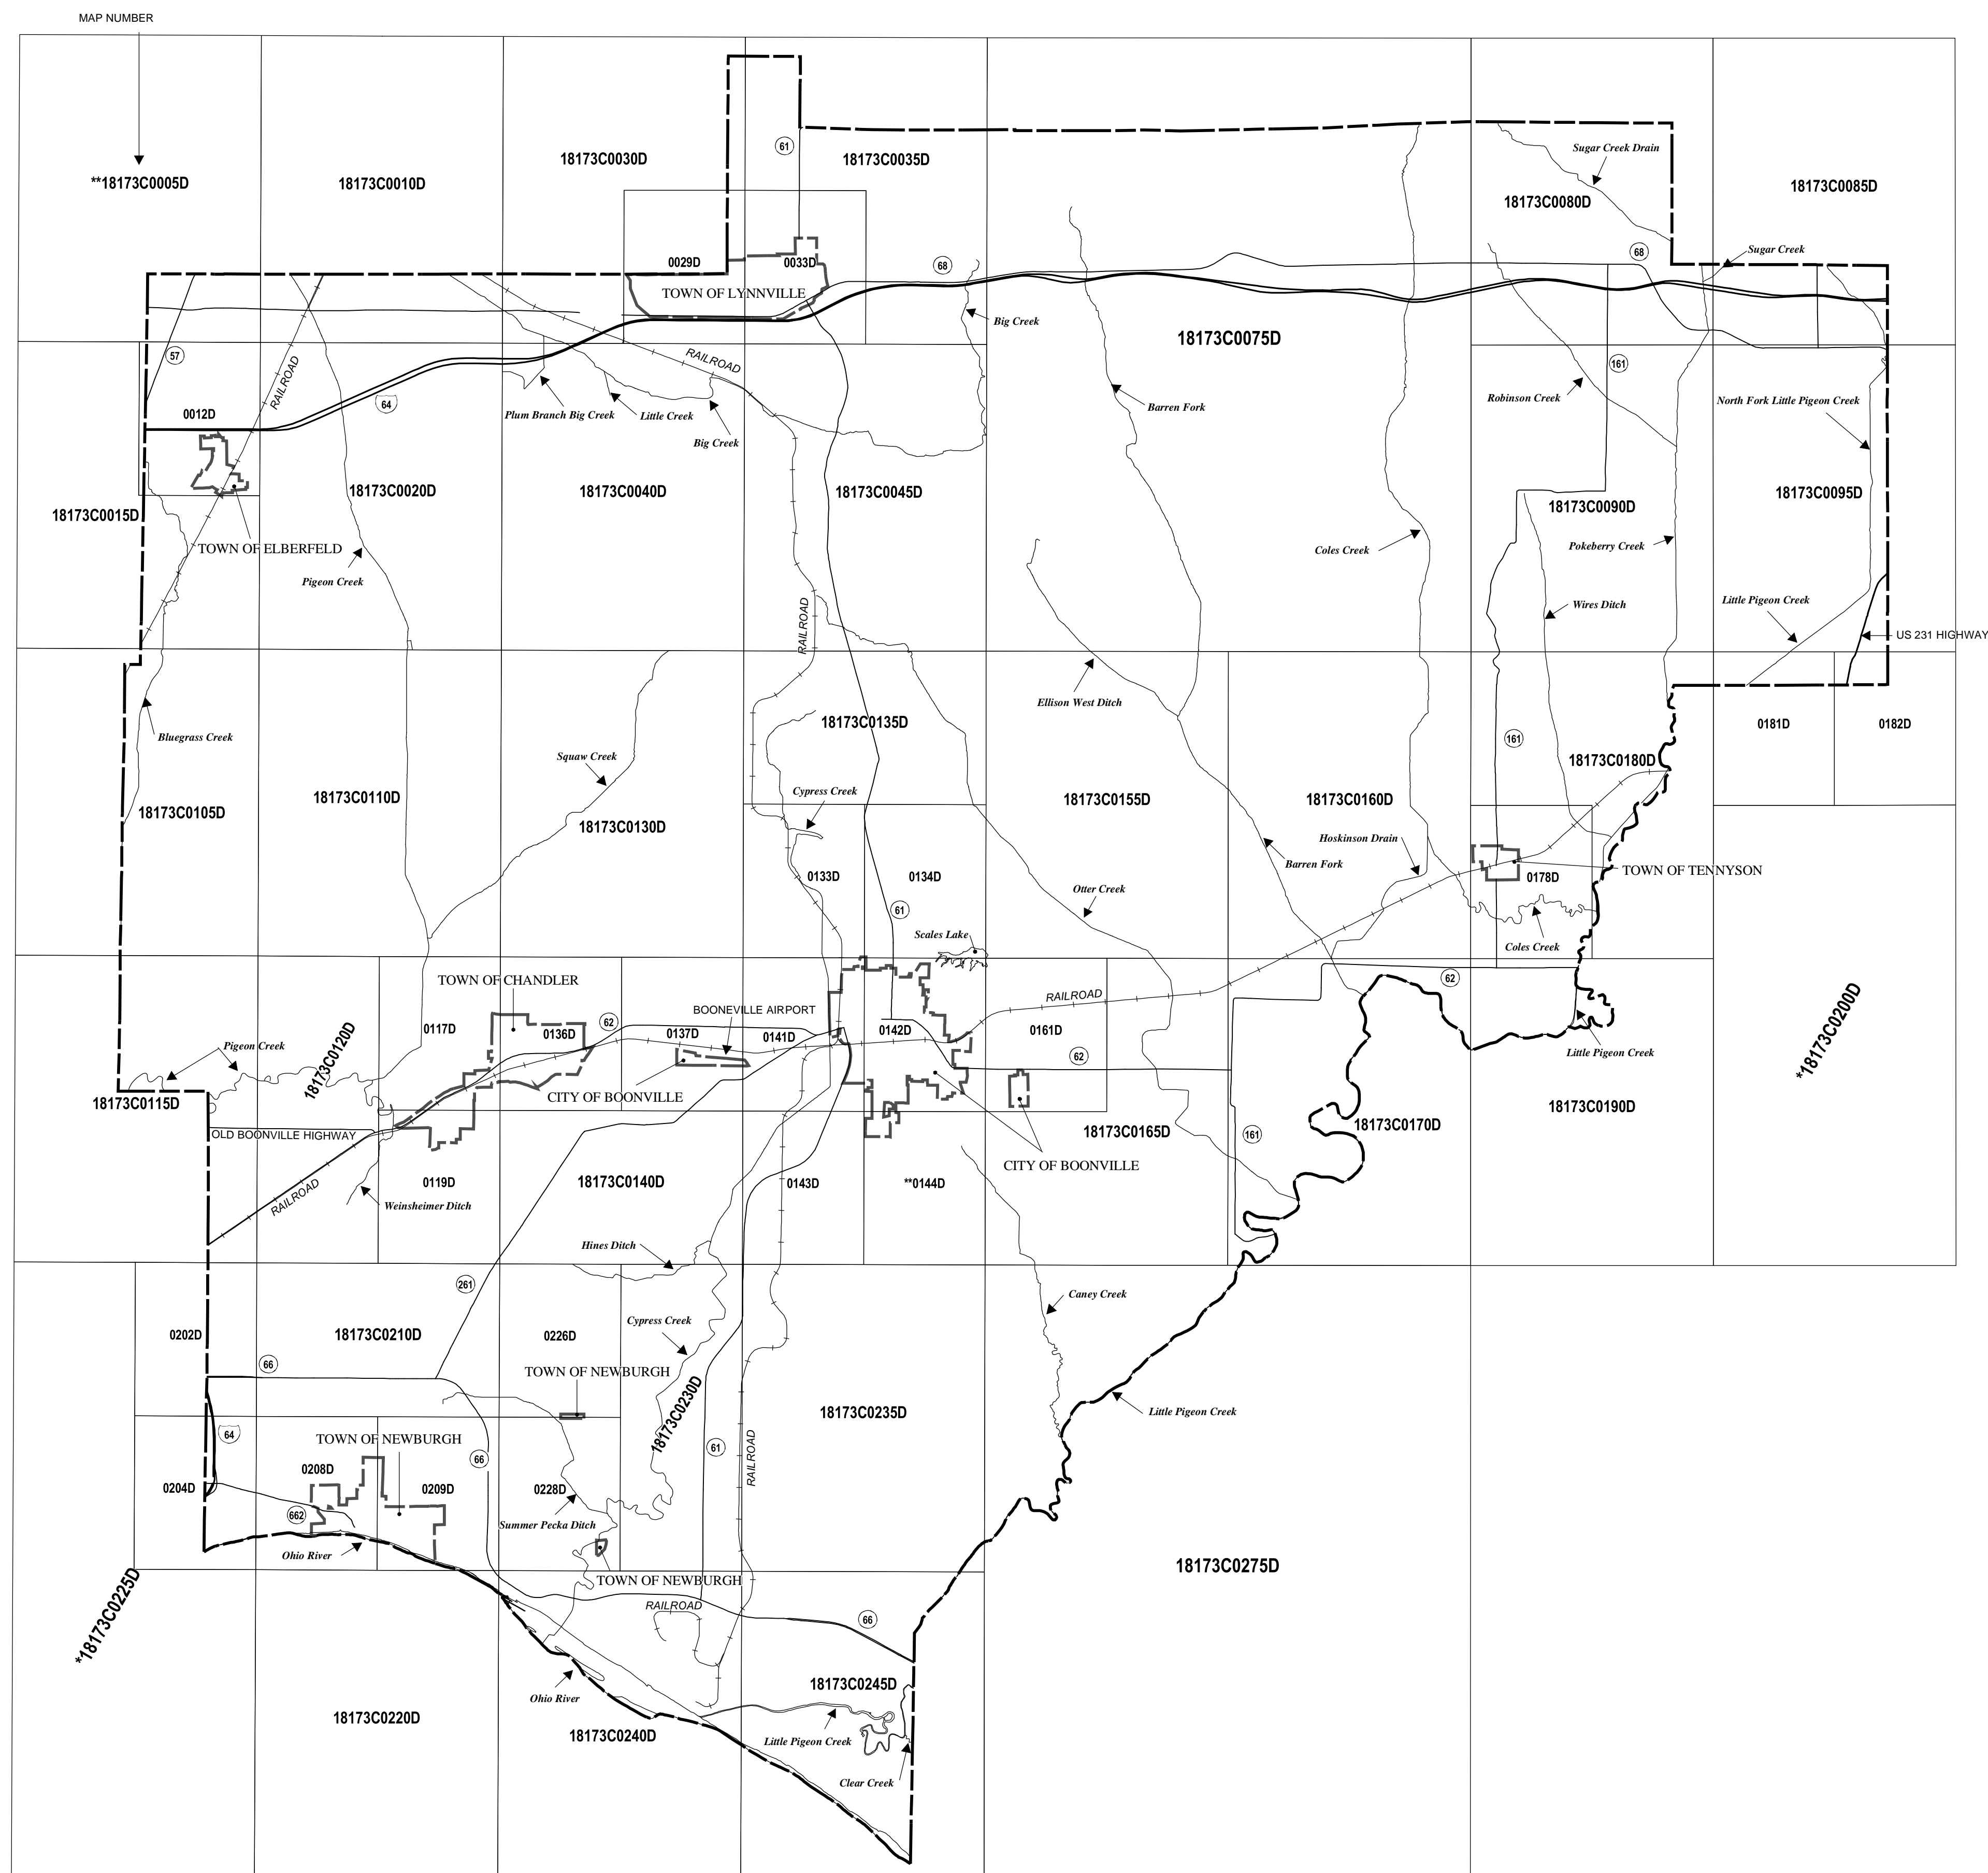 MAP NUMBER
**18173C0005D
18173C0010D
18173C0030D
61
18173C0035D
Sugar Creek Drain
18173C0080D
18173C0085D
0029D
0033D
TOWN OF LYNNVILLE
68
68
Sugar Creek
Big Creek
18173C0075D
57
RAILROAD
64
0012D
RAILROAD
Plum Branch Big Creek
Little Creek
Big Creek
Barren Fork
161
Robinson Creek
North Fork Little Pigeon Creek
18173C0015D
18173C0020D
18173C0040D
18173C0045D
18173C0090D
18173C0095D
TOWN OF ELBERFELD
Pigeon Creek
Coles Creek
Pokeberry Creek
Wires Ditch
Little Pigeon Creek
US 231 HIGHWAY
RAILROAD
Ellison West Ditch
Bluegrass Creek
18173C0135D
161
0181D
0182D
Squaw Creek
18173C0180D
18173C0105D
18173C0110D
18173C0130D
Cypress Creek
18173C0155D
18173C0160D
Hoskinson Drain
Barren Fork
0133D
0134D
Otter Creek
TOWN OF TENNYSON
0178D
61
Scales Lake
Coles Creek
TOWN OF CHANDLER
62
RAILROAD
BOONEVILLE AIRPORT
*18173C0200D
18173C0120D
0117D
0136D
62
0137D
0141D
0142D
0161D
62
Pigeon Creek
Little Pigeon Creek
CITY OF BOONVILLE
18173C0115D
18173C0190D
OLD BOONVILLE HIGHWAY
18173C0165D
161
18173C0170D
CITY OF BOONVILLE
RAILROAD
0119D
Weinsheimer Ditch
18173C0140D
0143D
**0144D
Hines Ditch
261
Caney Creek
0202D
18173C0210D
0226D
Cypress Creek
66
TOWN OF NEWBURGH
18173C0230D
18173C0235D
Little Pigeon Creek
64
TOWN OF NEWBURGH
66
61
RAILROAD
0208D
0204D
0209D
0228D
662
Summer Pecka Ditch
Ohio River
TOWN OF NEWBURGH
18173C0275D
*18173C0225D
RAILROAD
66
18173C0245D
Ohio River
18173C0220D
18173C0240D
Little Pigeon Creek
Clear Creek